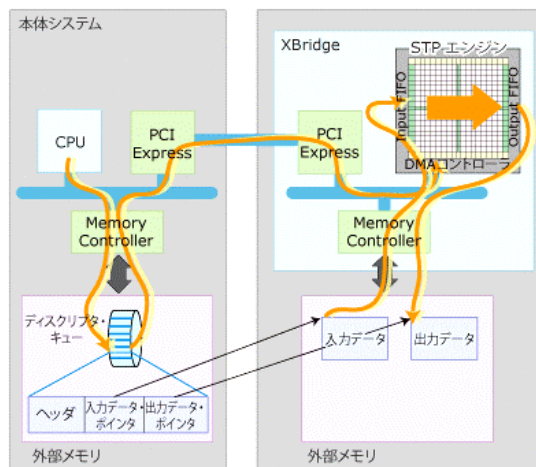 本体システム
CPU
PCI
Express
Memory
Controller
ディスクリプタ・
キュー
ヘッダ
入力データ・
ポインタ
出力データ・
ポインタ
外部メモリ
XBridge
STP エンジン
Input FIFO
Output FIFO
DMAコントローラ
PCI
Express
Memory
Controller
入力データ
出力データ
外部メモリ